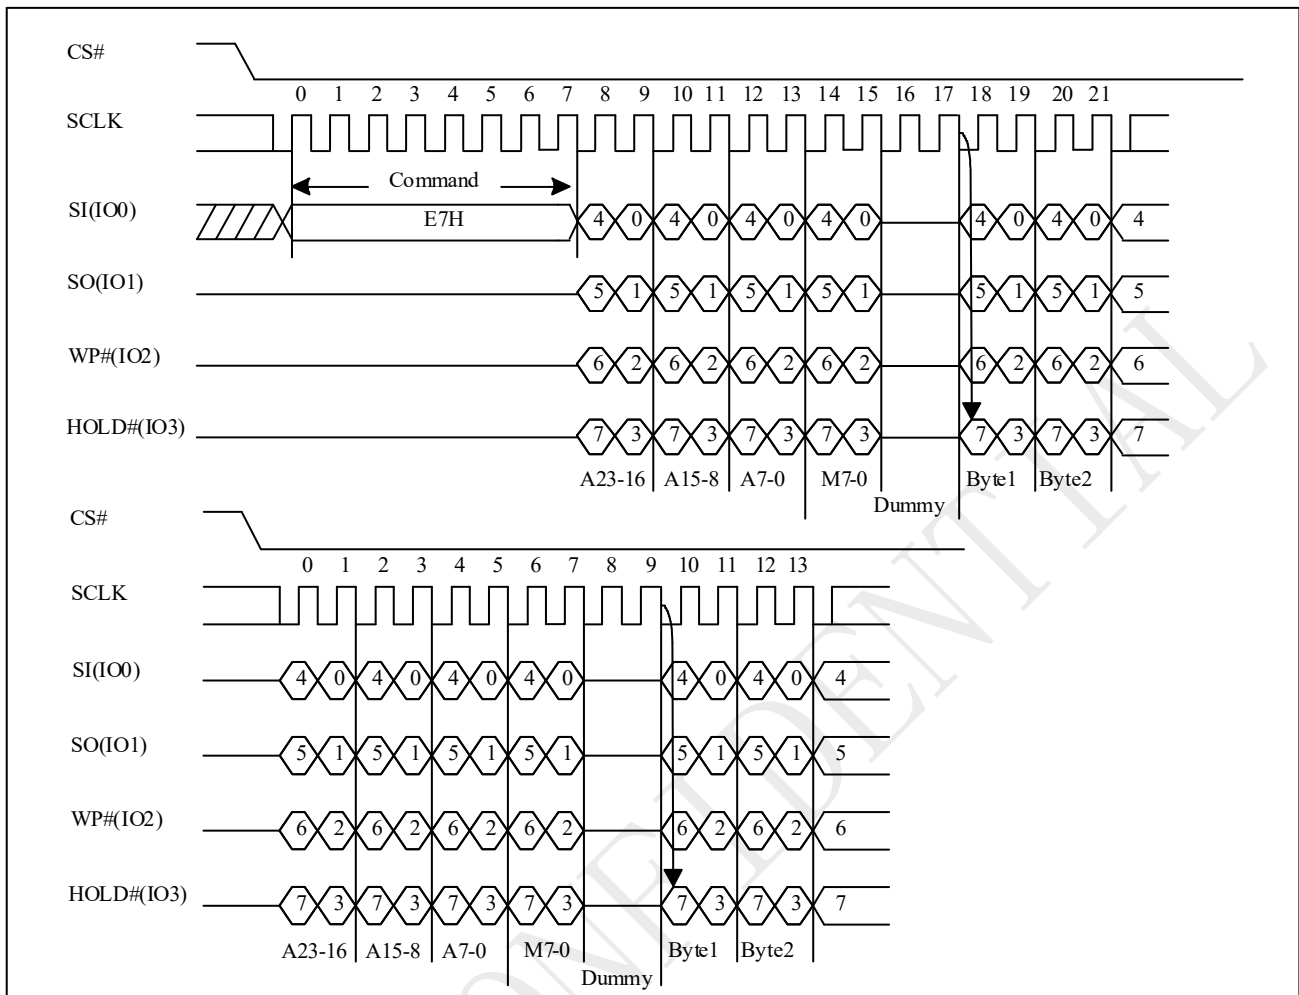 CS#
0 1 2 3 4 5 6 7 8 9 10 11 12 13 14 15 16 17 18 19 20 21
SCLK
Command
SI(IO0) E7H 4 0 4 0 4 0 4 0 4 0 4 0 4
SO(IO1) 5 1 5 1 5 1 5 1 5 1 5 1 5
WP#(IO2) 6 2 6 2 6 2 6 2 6 2 6 2 6
HOLD#(IO3) 7 3 7 3 7 3 7 3 7 3 7 3 7
A23-16 A15-8 A7-0 M7-0 Byte1 Byte2
Dummy
CS#
0 1 2 3 4 5 6 7 8 9 10 11 12 13
SCLK
SI(IO0) 4 0 4 0 4 0 4 0 4 0 4 0 4
SO(IO1) 5 1 5 1 5 1 5 1 5 1 5 1 5
WP#(IO2) 6 2 6 2 6 2 6 2 6 2 6 2 6
HOLD#(IO3) 7 3 7 3 7 3 7 3 7 3 7 3 7
A23-16 A15-8 A7-0 M7-0 Byte1 Byte2
Dummy
ONFIDENTIAL